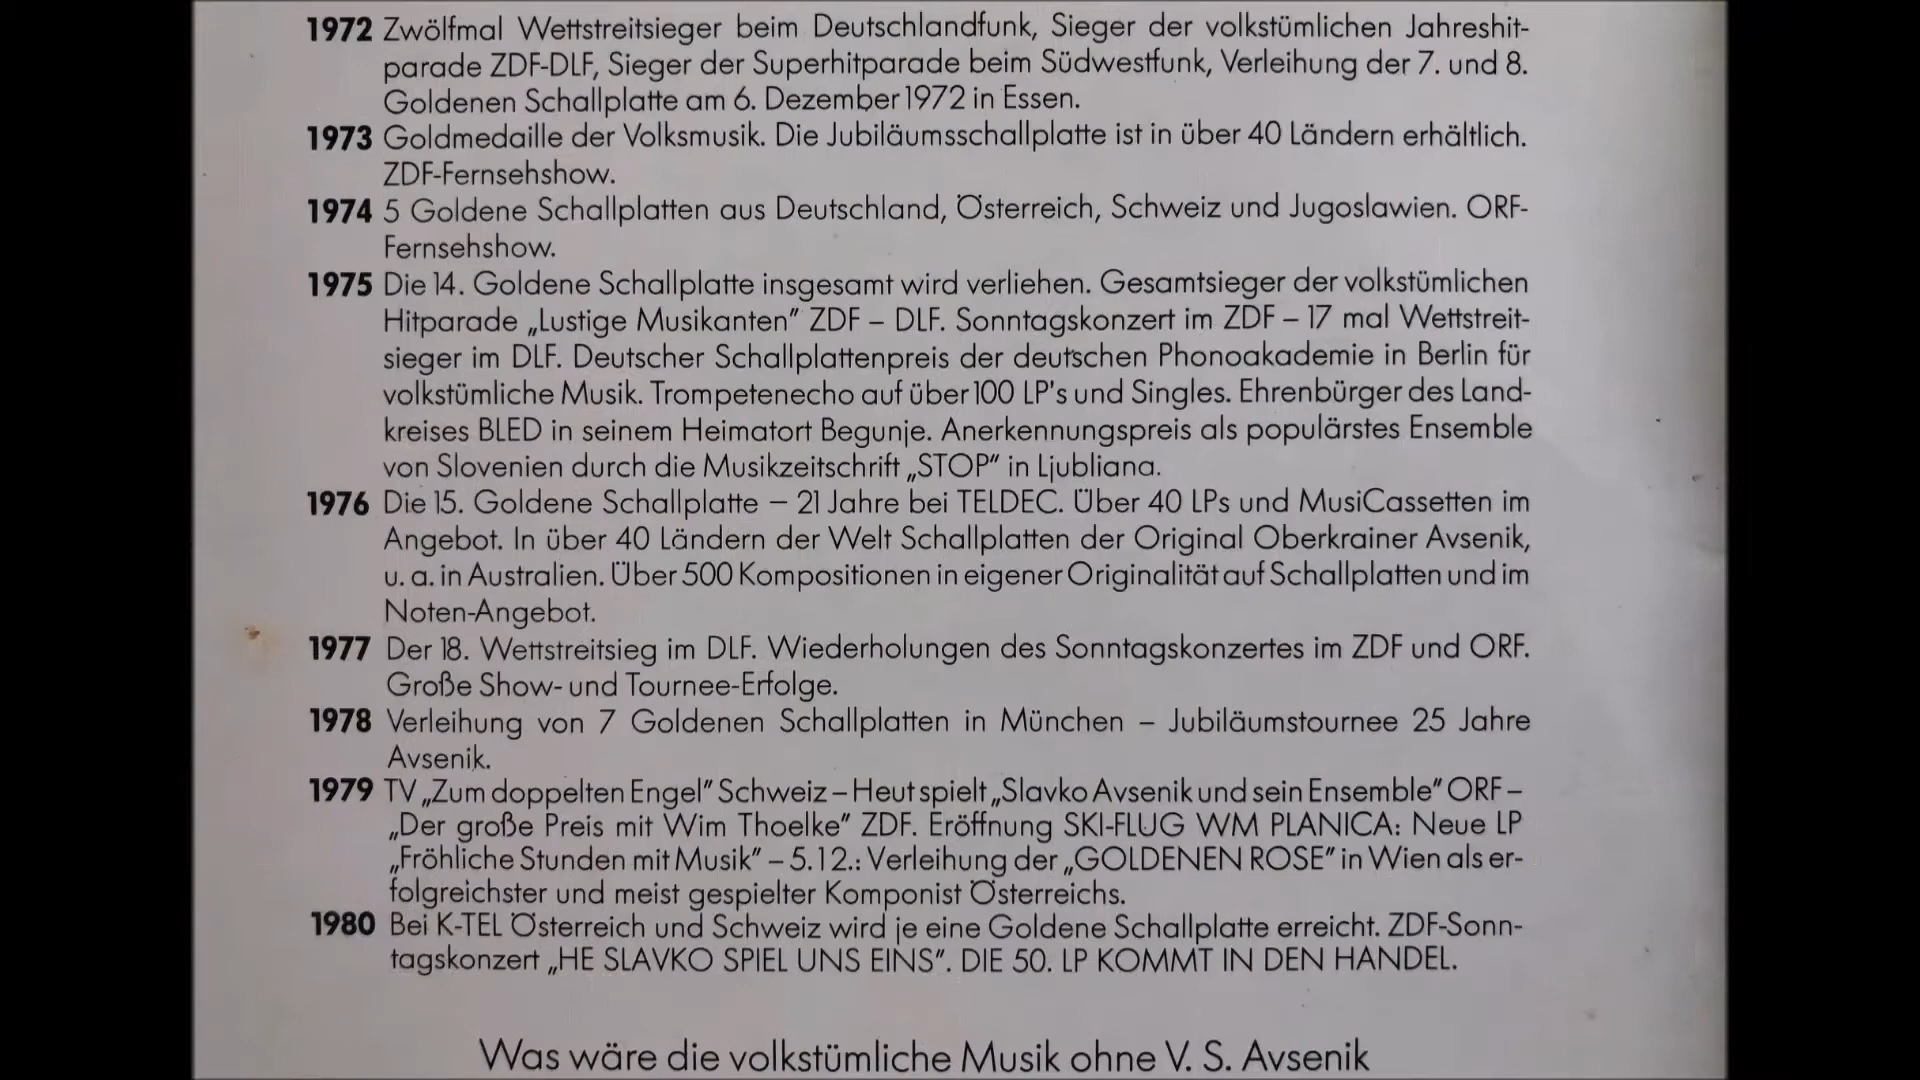 1972 Zwölfmal Wettstreitsieger beim Deutschlandfunk, Sieger der volkstümlichen Jahreshit-
parade ZDF-DLF, Sieger der Superhitparade beim Südwestfunk, Verleihung der 7. und 8.
Goldenen Schallplatte am 6. Dezember 1972 in Essen.
1973 Goldmedaille der Volksmusik. Die Jubiläumsschallplatte ist in über 40 Ländern erhältlich.
ZDF-Fernsehshow.
1974 5 Goldene Schallplatten aus Deutschland, Österreich, Schweiz und Jugoslawien. ORF-
Fernsehshow.
1975 Die 14. Goldene Schallplatte insgesamt wird verliehen. Gesamtsieger der volkstümlichen
Hitparade „Lustige Musikanten” ZDF – DLF. Sonntagskonzert im ZDF – 17 mal Wettstreit-
sieger im DLF. Deutscher Schallplattenpreis der deutschen Phonoakademie in Berlin für
volkstümliche Musik. Trompetenecho auf über 100 LP's und Singles. Ehrenbürger des Land-
kreises BLED in seinem Heimatort Begunje. Anerkennungspreis als populärstes Ensemble
von Slovenien durch die Musikzeitschrift „STOP” in Ljubliana.
1976 Die 15. Goldene Schallplatte – 21 Jahre bei TELDEC. Über 40 LPs und MusiCassetten im
Angebot. In über 40 Ländern der Welt Schallplatten der Original Oberkrainer Avsenik,
u. a. in Australien. Über 500 Kompositionen in eigener Originalität auf Schallplatten und im
Noten-Angebot.
1977 Der 18. Wettstreitsieg im DLF. Wiederholungen des Sonntagskonzertes im ZDF und ORF.
Große Show- und Tournee-Erfolge.
1978 Verleihung von 7 Goldenen Schallplatten in München – Jubiläumstournee 25 Jahre
Avsenik.
1979 TV „Zum doppelten Engel” Schweiz – Heut spielt „Slavko Avsenik und sein Ensemble” ORF –
„Der große Preis mit Wim Thoelke” ZDF. Eröffnung SKI-FLUG WM PLANICA: Neue LP
„Fröhliche Stunden mit Musik” – 5.12.: Verleihung der „GOLDENEN ROSE” in Wien als er-
folgreichster und meist gespielter Komponist Österreichs.
1980 Bei K-TEL Österreich und Schweiz wird je eine Goldene Schallplatte erreicht. ZDF-Sonn-
tagskonzert „HE SLAVKO SPIEL UNS EINS”. DIE 50. LP KOMMT IN DEN HANDEL.
Was wäre die volkstümliche Musik ohne V. S. Avsenik